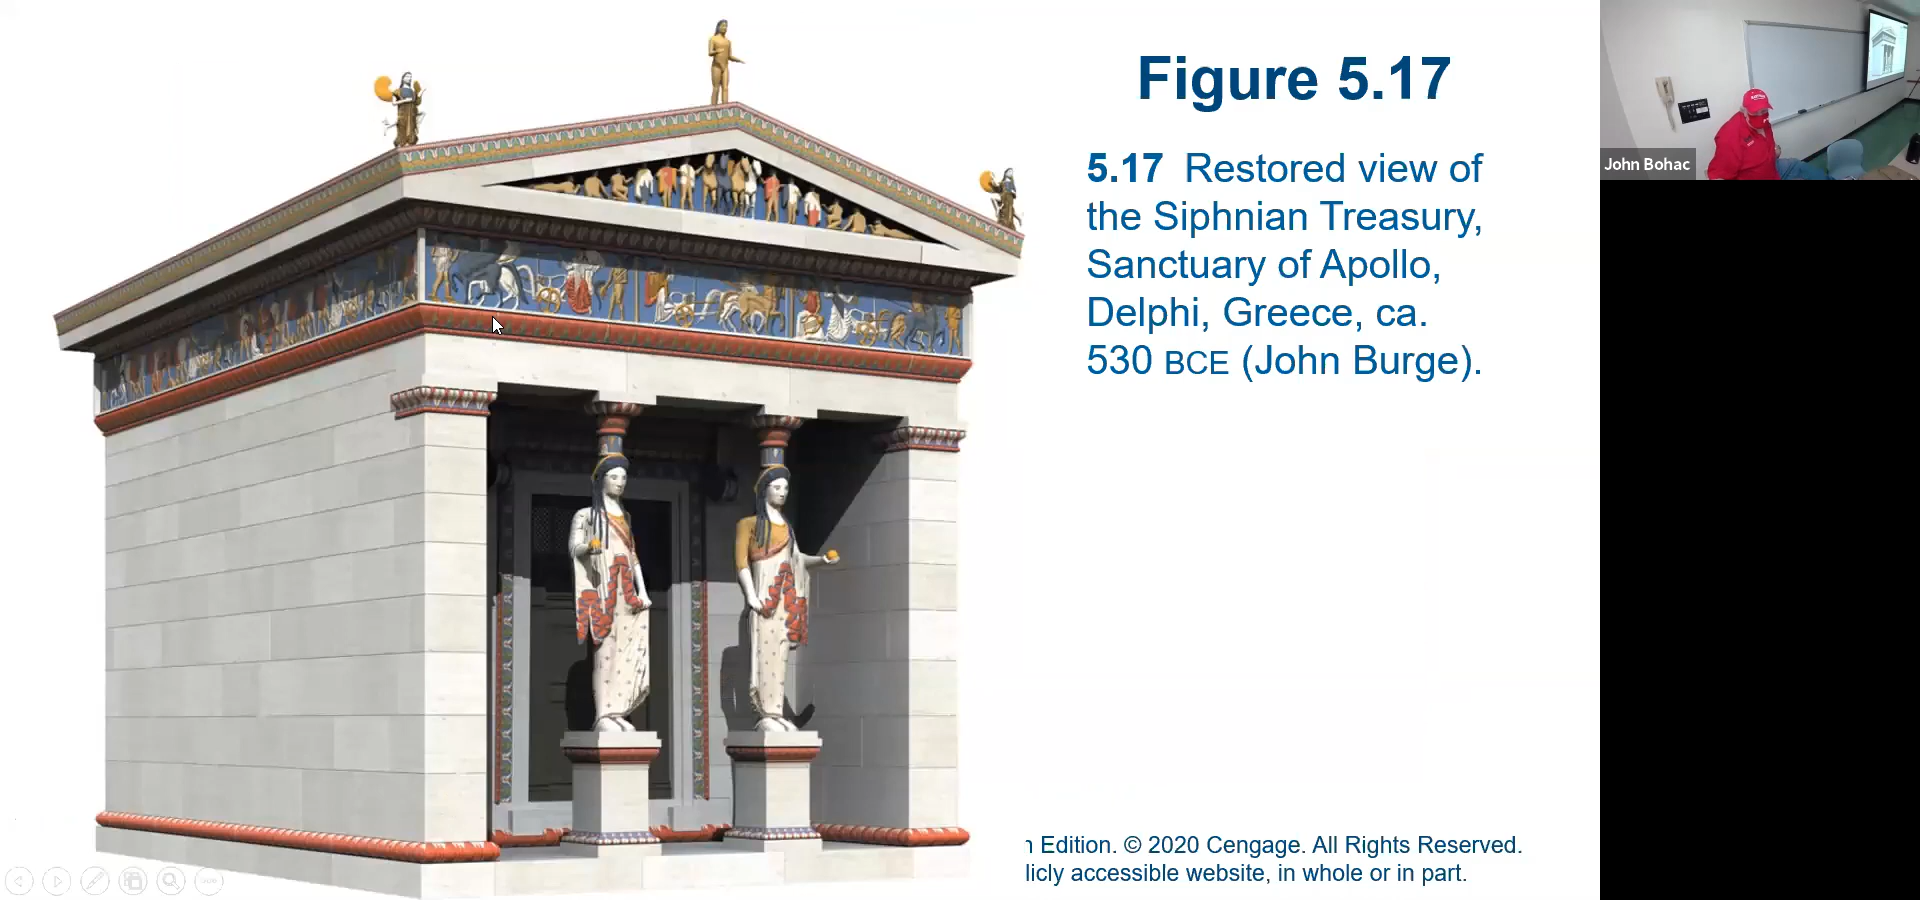 Figure 5.17
5.17 Restored view of
the Siphnian Treasury,
Sanctuary of Apollo,
Delphi, Greece, ca.
530 BCE (John Burge).
Edition. © 2020 Cengage. All Rights Reserved.
licly accessible website, in whole or in part.
John Bohac